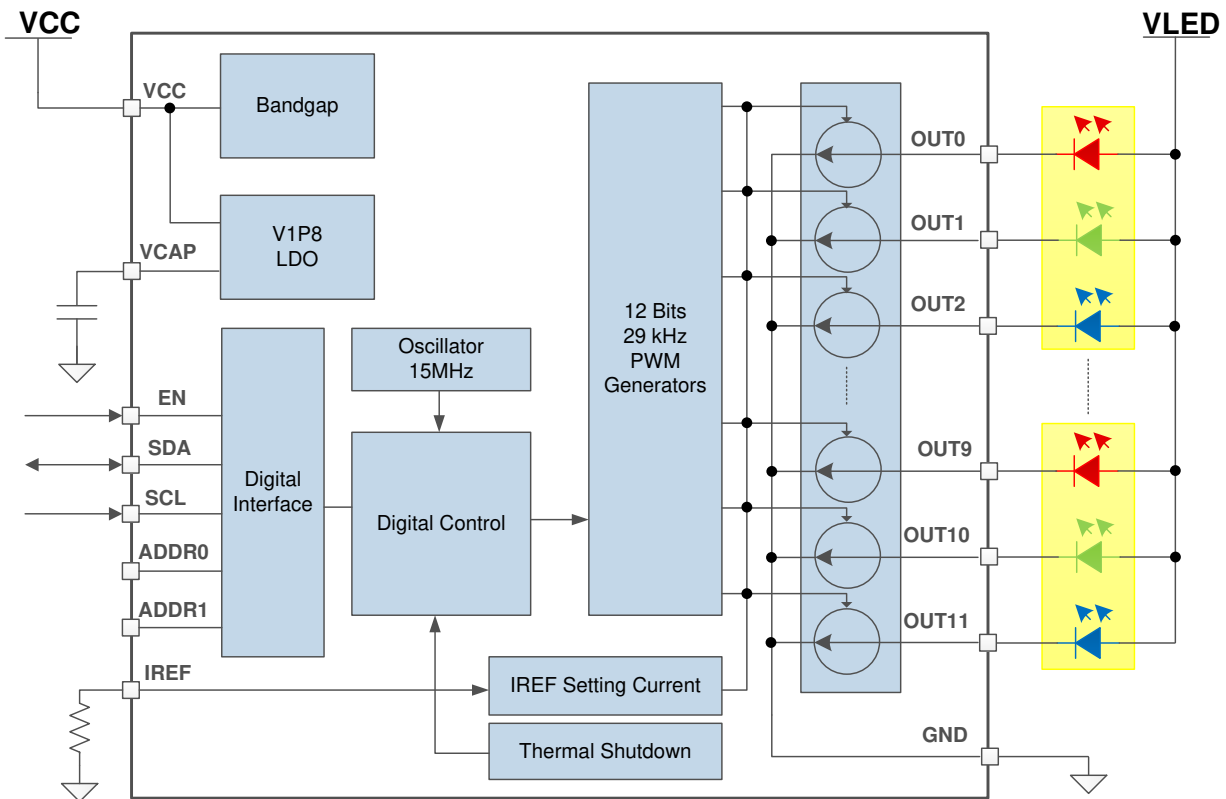 VCC
VLED
VCC
Bandgap
V1P8
LDO
VCAP
EN
SDA
SCL
ADDR0
ADDR1
IREF
Digital
Interface
Oscillator
15MHz
Digital Control
IREF Setting Current
Thermal Shutdown
12 Bits
29 kHz
PWM
Generators
OUT0
OUT1
OUT2
OUT9
OUT10
OUT11
GND